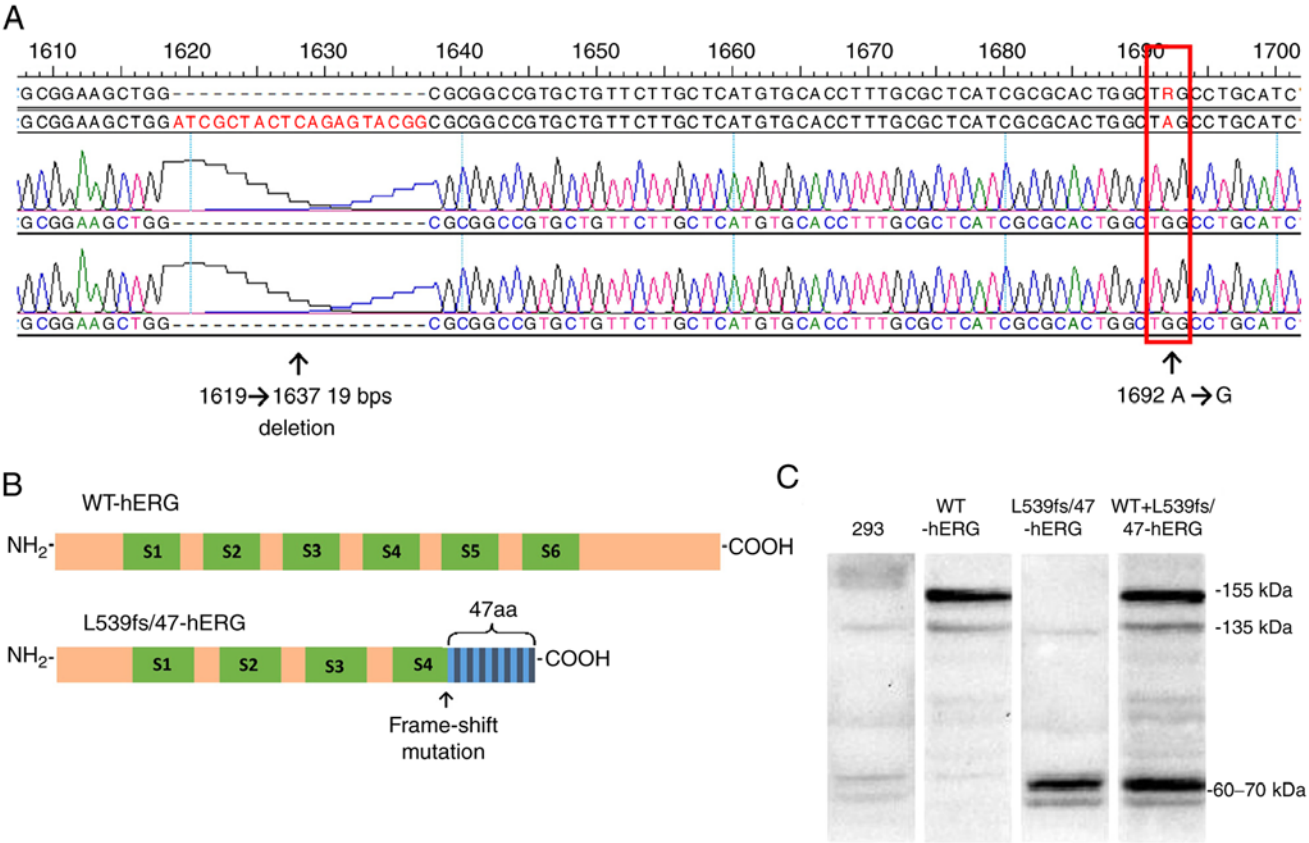 A
1610 1620 1630 1640 1650 1660 1670 1680 1690 1700
GCGGAAGCTGG-------------------CGCGGCCGTGCTGTTCTTGCTCATGTGCACCTTTGCGCTCATCGCGCACTGGCTRGCCTGCATC
GCGGAAGCTGGATCGCTACTCAGAGTACGGCGCGGCCGTGCTGTTCTTGCTCATGTGCACCTTTGCGCTCATCGCGCACTGGCTAGCCTGCATC
GCGGAAGCTGG-------------------CGCGGCCGTGCTGTTCTTGCTCATGTGCACCTTTGCGCTCATCGCGCACTGGCTGGCCTGCATC
GCGGAAGCTGG-------------------CGCGGCCGTGCTGTTCTTGCTCATGTGCACCTTTGCGCTCATCGCGCACTGGCTGGCCTGCATC
1619→1637 19 bps
deletion
1692 A→G
B
WT-hERG
NH2- S1 S2 S3 S4 S5 S6 -COOH
L539fs/47-hERG
47aa
NH2- S1 S2 S3 S4 -COOH
Frame-shift
mutation
C
293
WT
-hERG
L539fs/47
-hERG
WT+L539fs/
47-hERG
-155 kDa
-135 kDa
-60–70 kDa